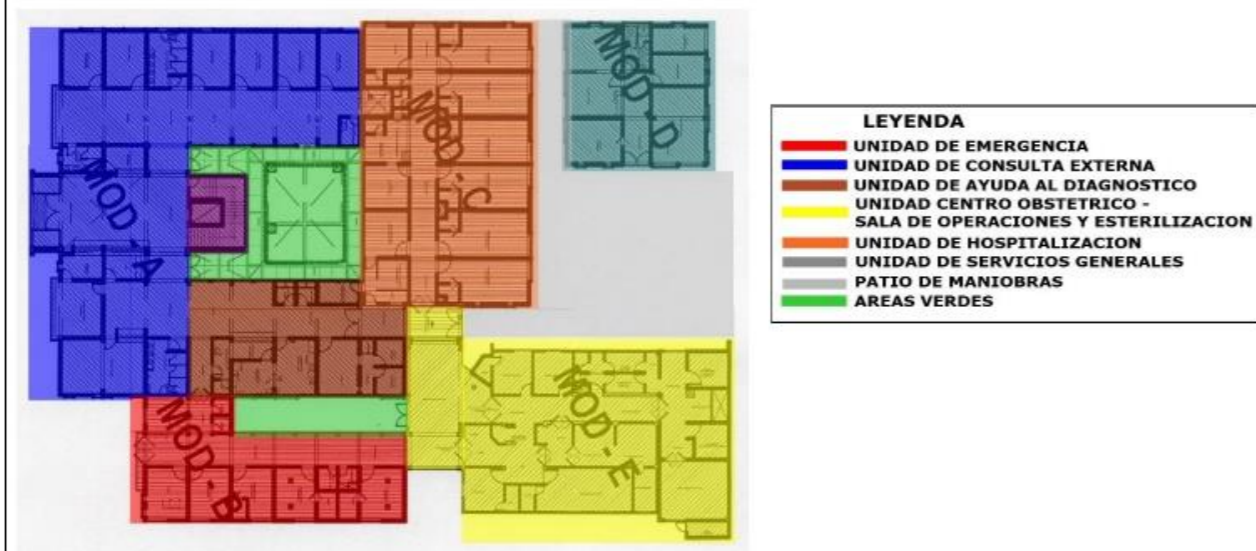 MOD-A
MOD-B
MOD-C
MOD-D
MOD-E
LEYENDA
UNIDAD DE EMERGENCIA
UNIDAD DE CONSULTA EXTERNA
UNIDAD DE AYUDA AL DIAGNOSTICO
UNIDAD CENTRO OBSTETRICO -
SALA DE OPERACIONES Y ESTERILIZACION
UNIDAD DE HOSPITALIZACION
UNIDAD DE SERVICIOS GENERALES
PATIO DE MANIOBRAS
AREAS VERDES